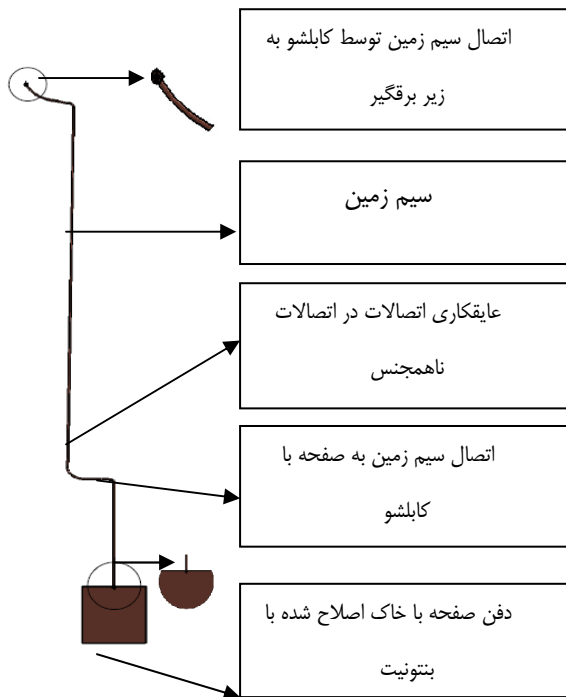 اتصال سیم زمین توسط کابلشو به
زیر برقگیر
سیم زمین
عایقکاری اتصالات در اتصالات
ناهمجنس
اتصال سیم زمین به صفحه با
کابلشو
دفن صفحه با خاک اصلاح شده با
بنتونیت